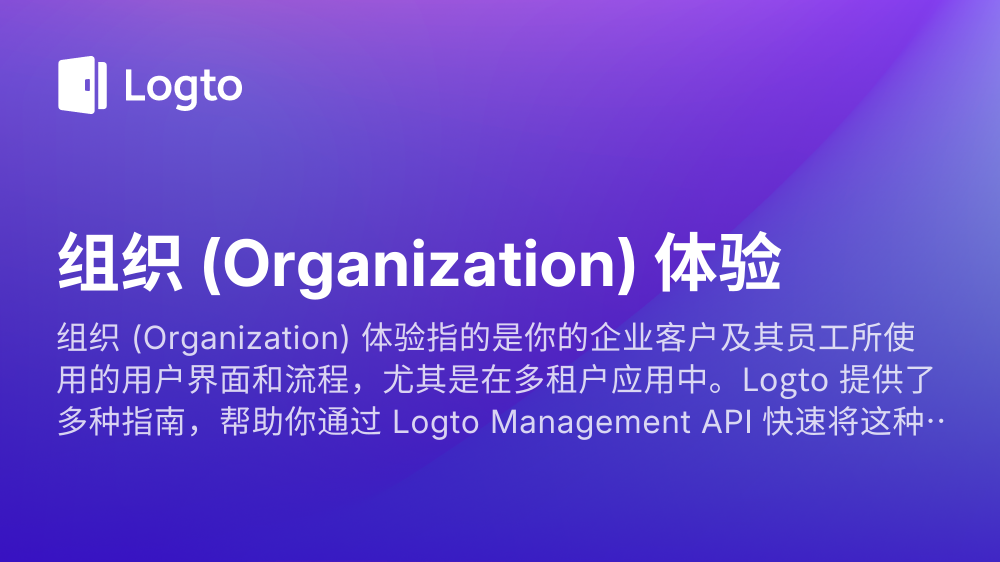 Logto
组织 (Organization) 体验
组织 (Organization) 体验指的是你的企业客户及其员工所使
用的用户界面和流程，尤其是在多租户应用中。Logto 提供了
多种指南，帮助你通过 Logto Management API 快速将这种··